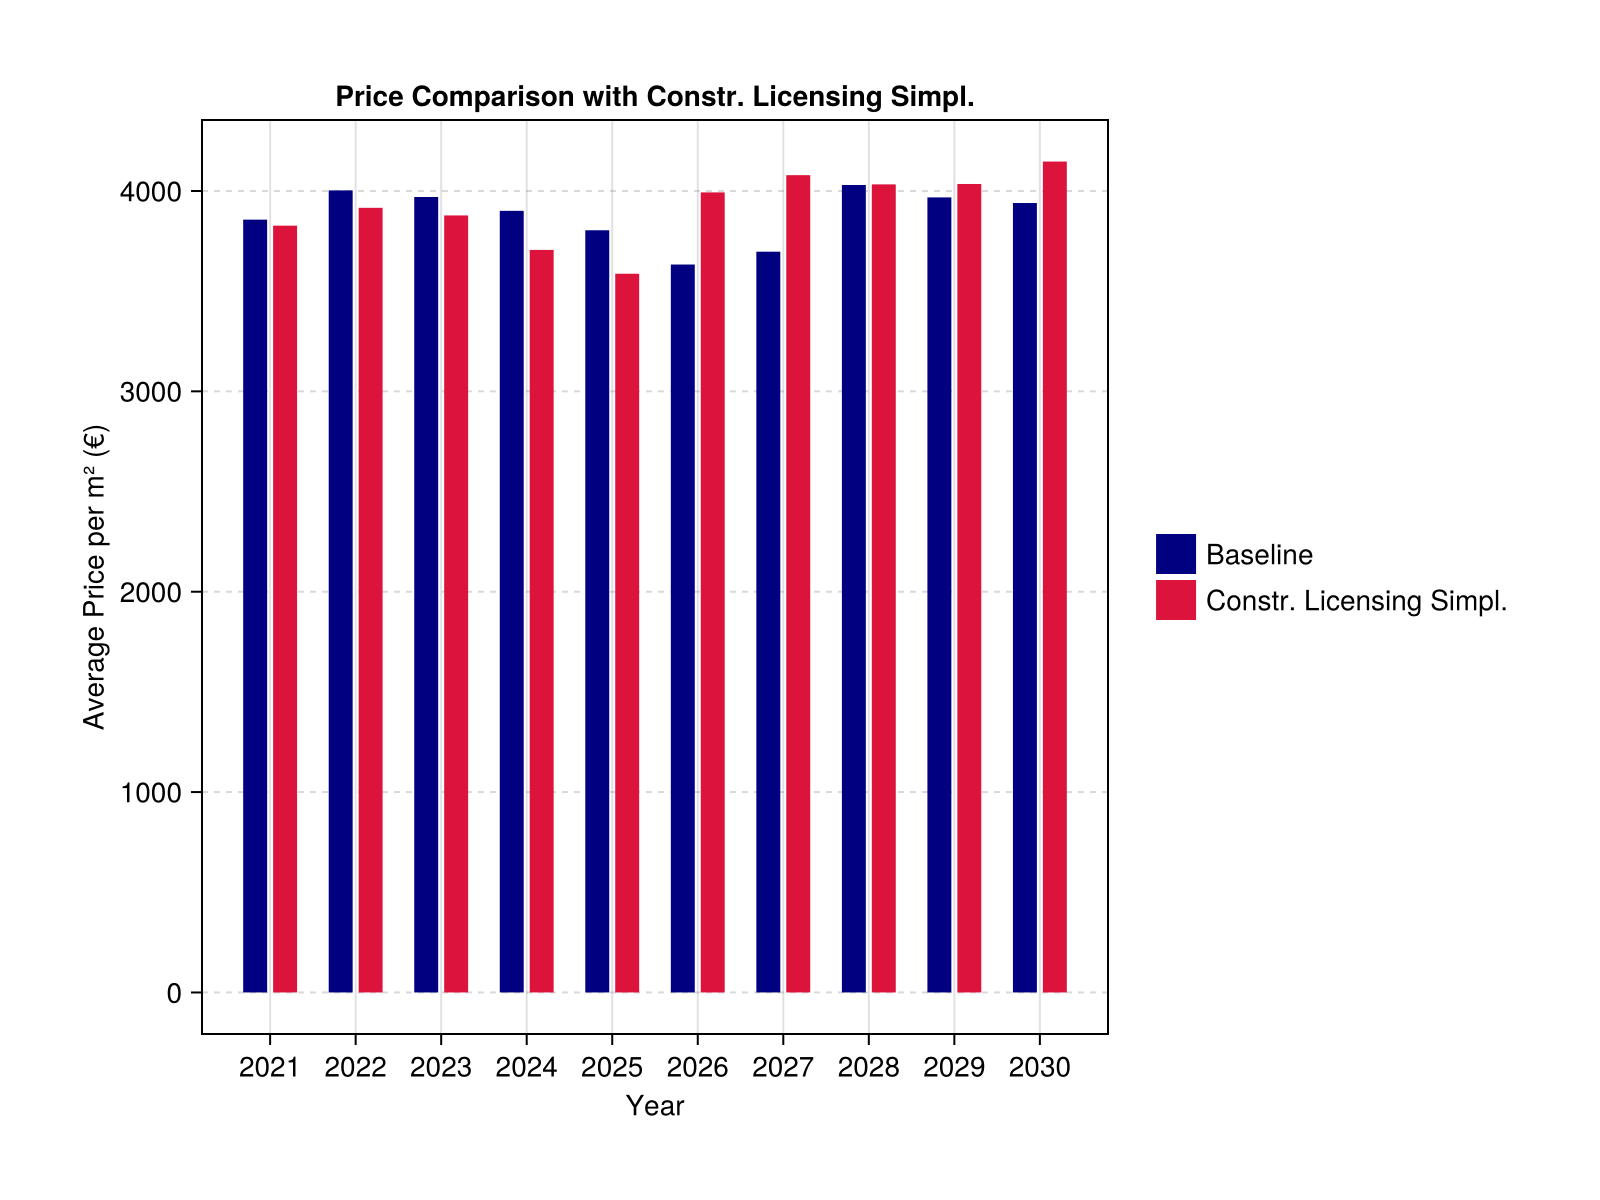 Price Comparison with Constr. Licensing Simpl.
Average Price per m² (€)
4000
3000
2000
1000
0
2021 2022 2023 2024 2025 2026 2027 2028 2029 2030
Year
Baseline
Constr. Licensing Simpl.